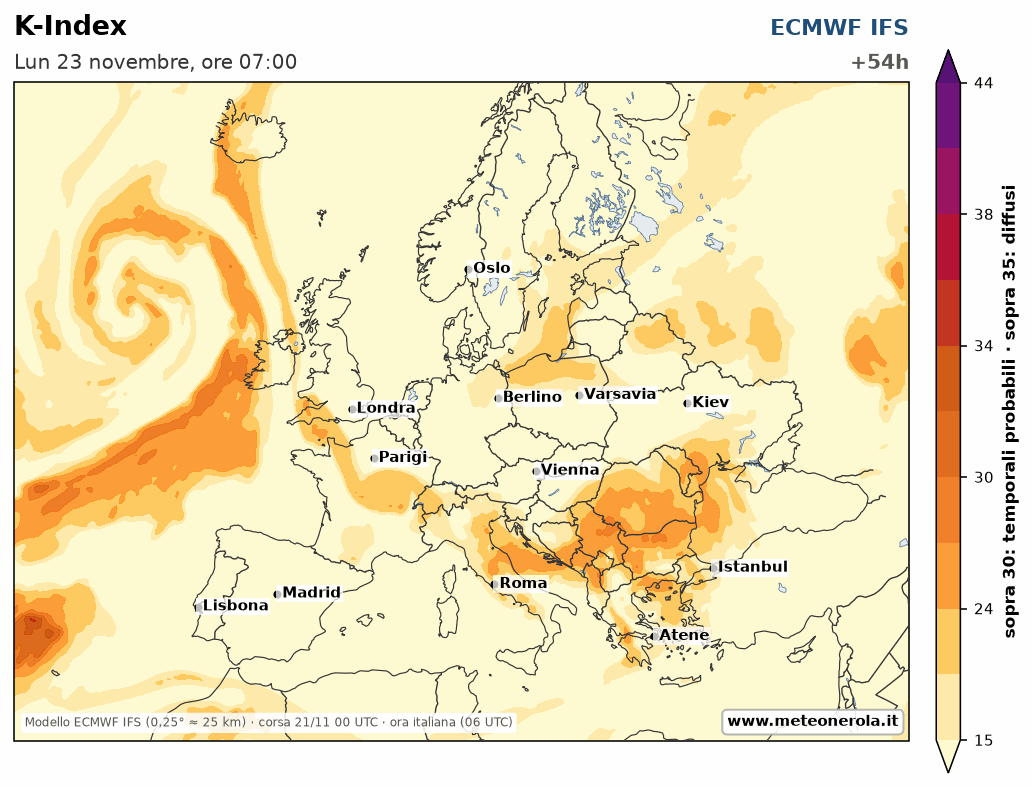 K-Index
ECMWF IFS
Lun 23 novembre, ore 07:00
+54h
44
38
34
30
24
15
sopra 30: temporali probabili · sopra 35: diffusi
Oslo
Berlino
Varsavia
Kiev
Londra
Parigi
Vienna
Istanbul
Roma
Madrid
Lisbona
Atene
Modello ECMWF IFS (0,25° ≈ 25 km) · corsa 21/11 00 UTC · ora italiana (06 UTC)
www.meteonerola.it